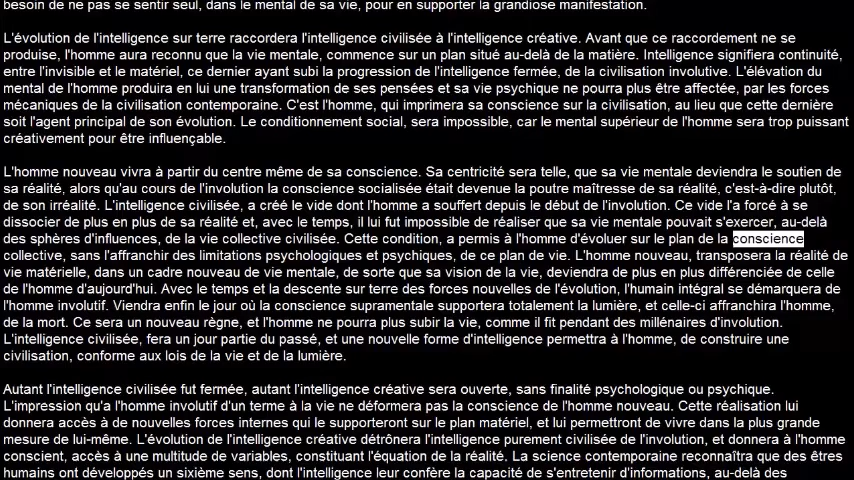 besoin de ne pas se sentir seul, dans le mental de sa vie, pour en supporter la grandiose manifestation.
L'évolution de l'intelligence sur terre raccordera l'intelligence civilisée à l'intelligence créative. Avant que ce raccordement ne se
produise, l'homme aura reconnu que la vie mentale, commence sur un plan situé au-delà de la matière. Intelligence signifiera continuité,
entre l'invisible et le matériel, ce dernier ayant subi la progression de l'intelligence fermée, de la civilisation involutive. L'élévation du
mental de l'homme produira en lui une transformation de ses pensées et sa vie psychique ne pourra plus être affectée, par les forces
mécaniques de la civilisation contemporaine. C'est l'homme, qui imprimera sa conscience sur la civilisation, au lieu que cette dernière
soit l'agent principal de son évolution. Le conditionnement social, sera impossible, car le mental supérieur de l'homme sera trop puissant
créativement pour être influençable.
L'homme nouveau vivra à partir du centre même de sa conscience. Sa centricité sera telle, que sa vie mentale deviendra le soutien de
sa réalité, alors qu'au cours de l'involution la conscience socialisée était devenue la poutre maîtresse de sa réalité, c'est-à-dire plutôt,
de son irréalité. L'intelligence civilisée, a créé le vide dont l'homme a souffert depuis le début de l'involution. Ce vide l'a forcé à se
dissocier de plus en plus de sa réalité et, avec le temps, il lui fut impossible de réaliser que sa vie mentale pouvait s'exercer, au-delà
des sphères d'influences, de la vie collective civilisée. Cette condition, a permis à l'homme d'évoluer sur le plan de la conscience
collective, sans l'affranchir des limitations psychologiques et psychiques, de ce plan de vie. L'homme nouveau, transposera la réalité de
vie matérielle, dans un cadre nouveau de vie mentale, de sorte que sa vision de la vie, deviendra de plus en plus différenciée de celle
de l'homme d'aujourd'hui. Avec le temps et la descente sur terre des forces nouvelles de l'évolution, l'humain intégral se démarquera de
l'homme involutif. Viendra enfin le jour où la conscience supramentale supportera totalement la lumière, et celle-ci affranchira l'homme,
de la mort. Ce sera un nouveau règne, et l'homme ne pourra plus subir la vie, comme il fit pendant des millénaires d'involution.
L'intelligence civilisée, fera un jour partie du passé, et une nouvelle forme d'intelligence permettra à l'homme, de construire une
civilisation, conforme aux lois de la vie et de la lumière.
Autant l'intelligence civilisée fut fermée, autant l'intelligence créative sera ouverte, sans finalité psychologique ou psychique.
L'impression qu'a l'homme involutif d'un terme à la vie ne déformera pas la conscience de l'homme nouveau. Cette réalisation lui
donnera accès à de nouvelles forces internes qui le supporteront sur le plan matériel, et lui permettront de vivre dans la plus grande
mesure de lui-même. L'évolution de l'intelligence créative détrônera l'intelligence purement civilisée de l'involution, et donnera à l'homme
conscient, accès à une multitude de variables, constituant l'équation de la réalité. La science contemporaine reconnaîtra que des êtres
humains ont développés un sixième sens, dont l'intelligence leur confère la capacité de s'entretenir d'informations, au-delà des